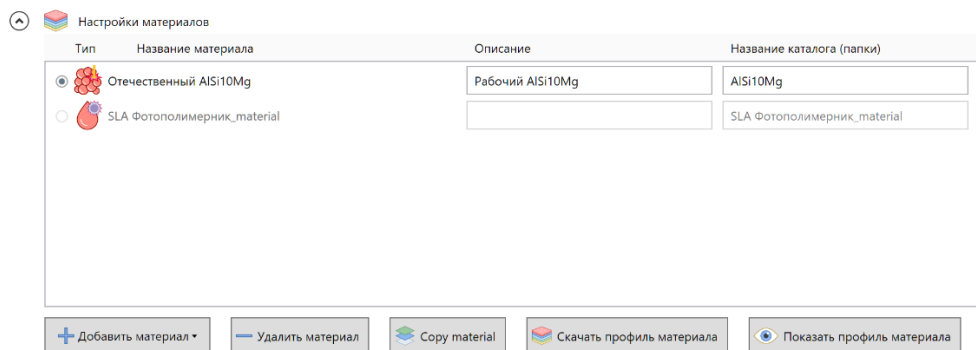 Настройки материалов
Тип Название материала Описание Название каталога (папки)
Отечественный AlSi10Mg Рабочий AlSi10Mg AlSi10Mg
SLA Фотополимерник_material SLA Фотополимерник_material
Добавить материал Удалить материал Copy material Скачать профиль материала Показать профиль материала